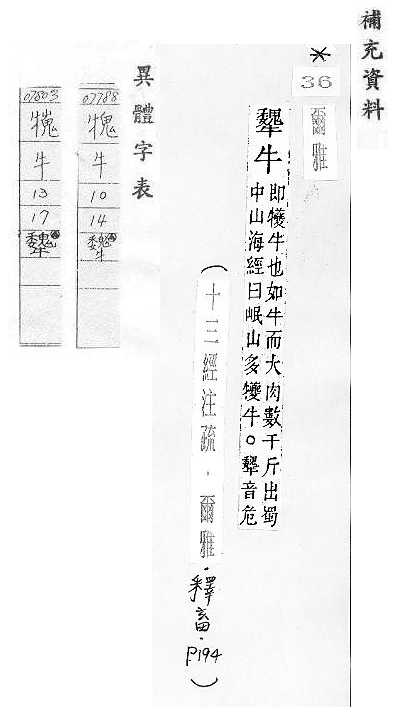 補充資料
*
36
爾雅
犩牛
即犪牛也如牛而大肉數千斤出蜀
中山海經曰岷山多犪牛○犩音危
(十三經注疏·爾雅·釋畜·P194)
異體字表
07788
牛
10
14
犩
07803
牛
13
17
犩